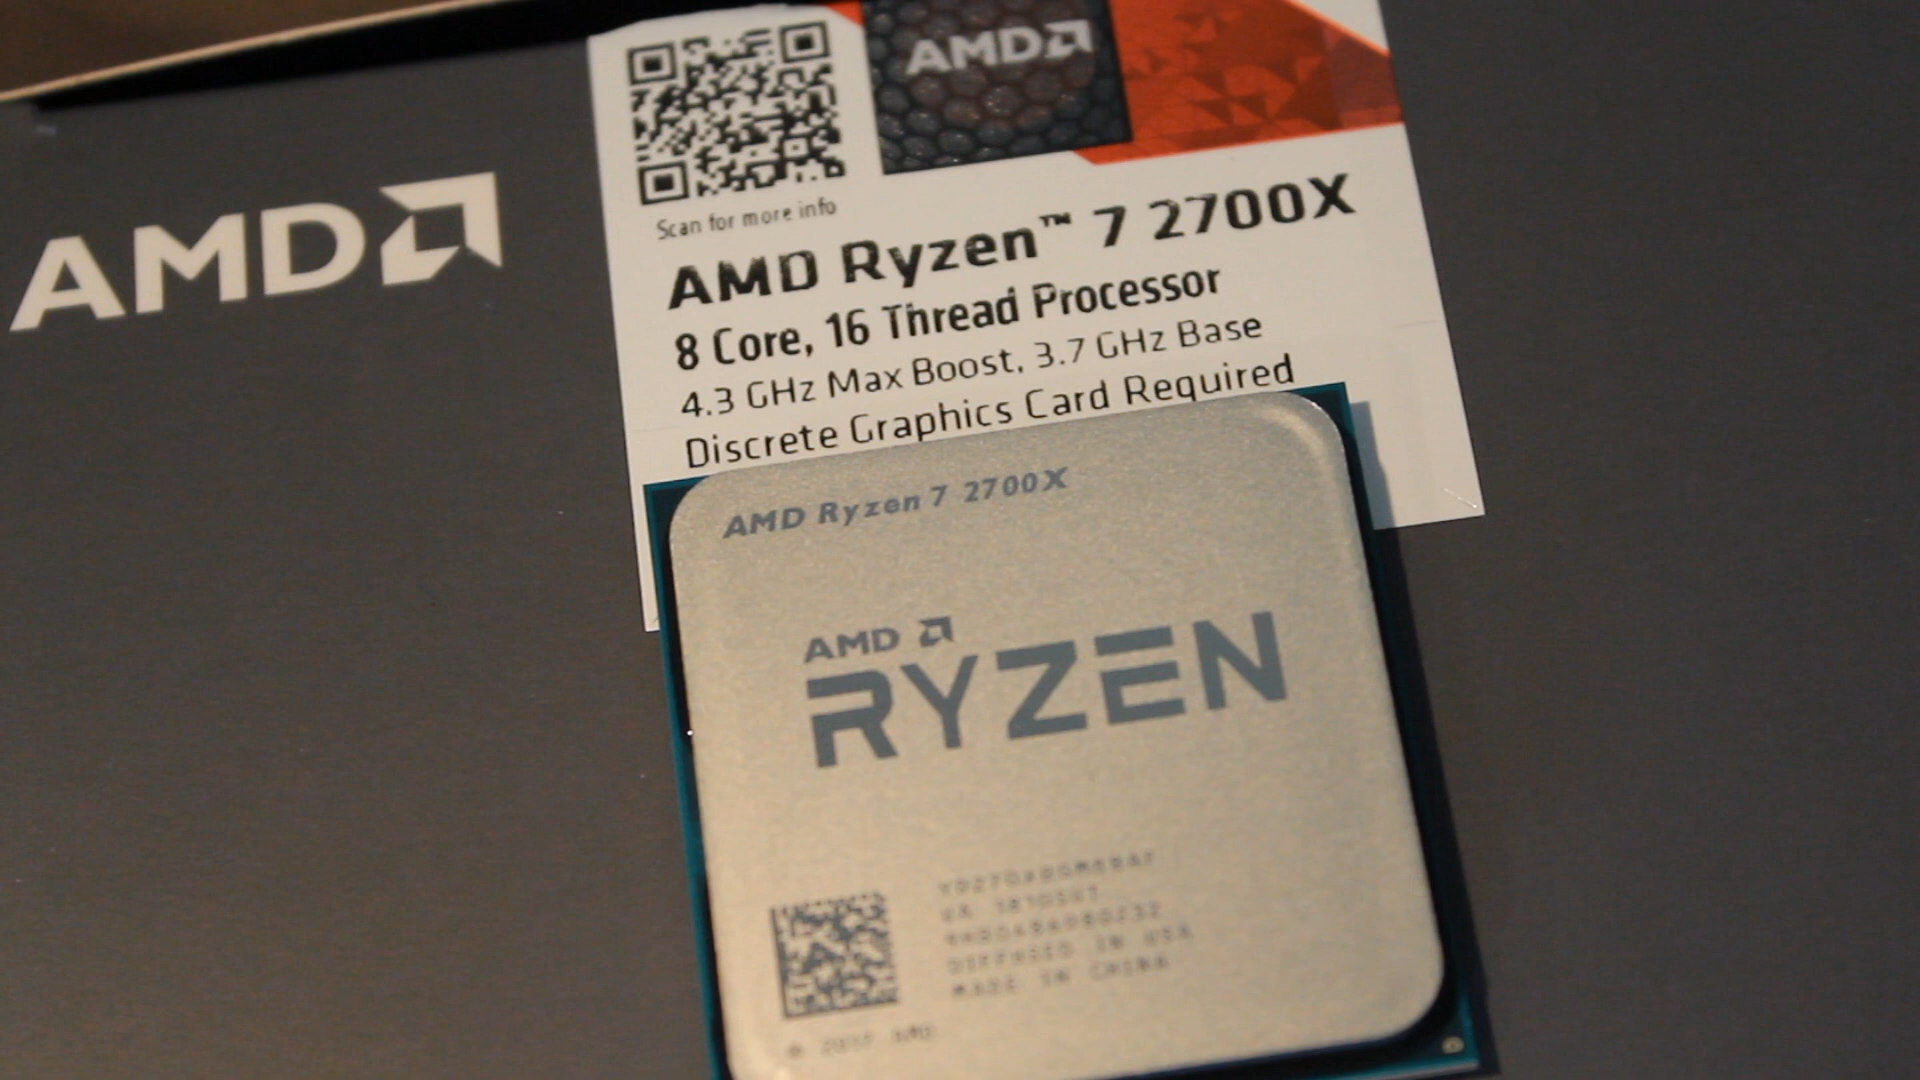 AMD
AMD
Scan for more info
AMD Ryzen™ 7 2700X
8 Core, 16 Thread Processor
4.3 GHz Max Boost, 3.7 GHz Base
Discrete Graphics Card Required
AMD Ryzen 7 2700X
AMD
RYZEN
DIFFUSED IN USA
MADE IN CHINA
© 2017 AMD